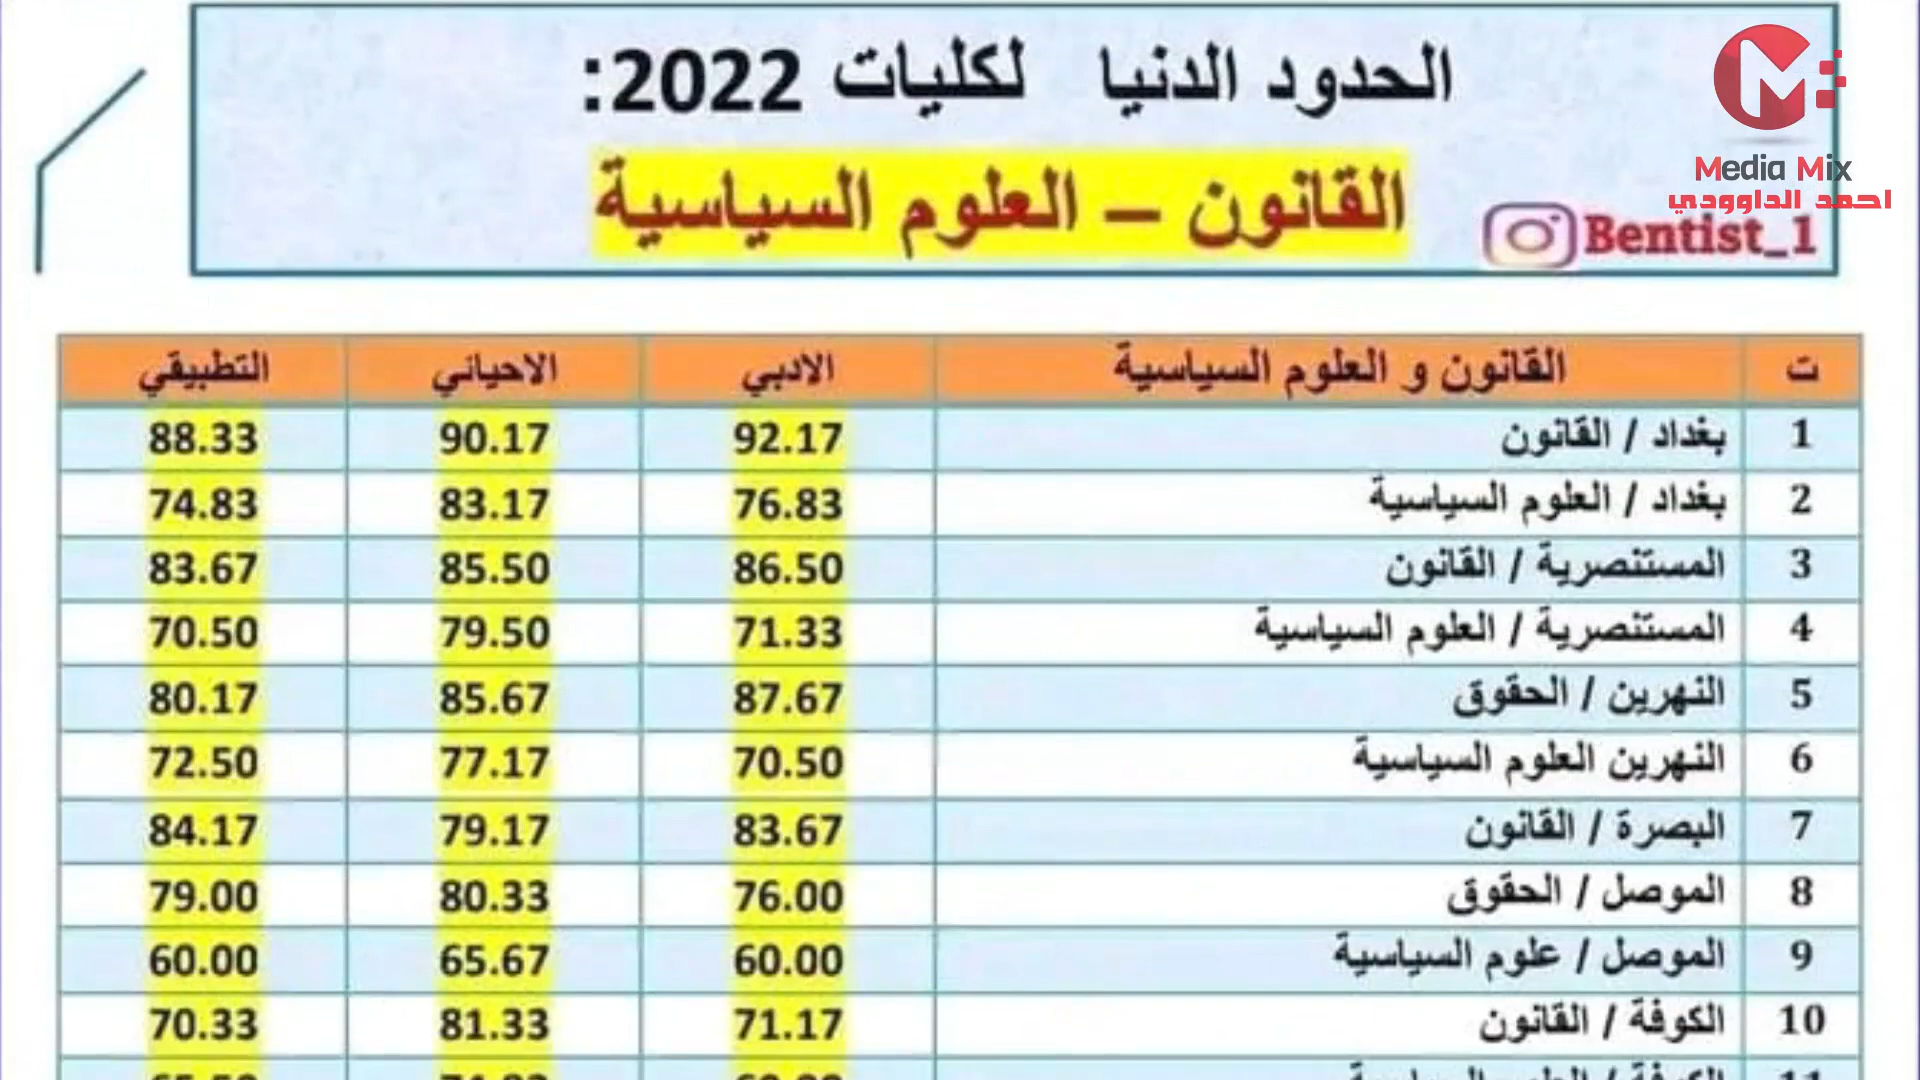 الحدود الدنيا لكليات 2022:
القانون – العلوم السياسية
Media Mix
احمد الداوودي
Bentist_1
ت القانون و العلوم السياسية الادبي الاحيائي التطبيقي
1 بغداد / القانون 92.17 90.17 88.33
2 بغداد / العلوم السياسية 76.83 83.17 74.83
3 المستنصرية / القانون 86.50 85.50 83.67
4 المستنصرية / العلوم السياسية 71.33 79.50 70.50
5 النهرين / الحقوق 87.67 85.67 80.17
6 النهرين العلوم السياسية 70.50 77.17 72.50
7 البصرة / القانون 83.67 79.17 84.17
8 الموصل / الحقوق 76.00 80.33 79.00
9 الموصل / علوم السياسية 60.00 65.67 60.00
10 الكوفة / القانون 71.17 81.33 70.33